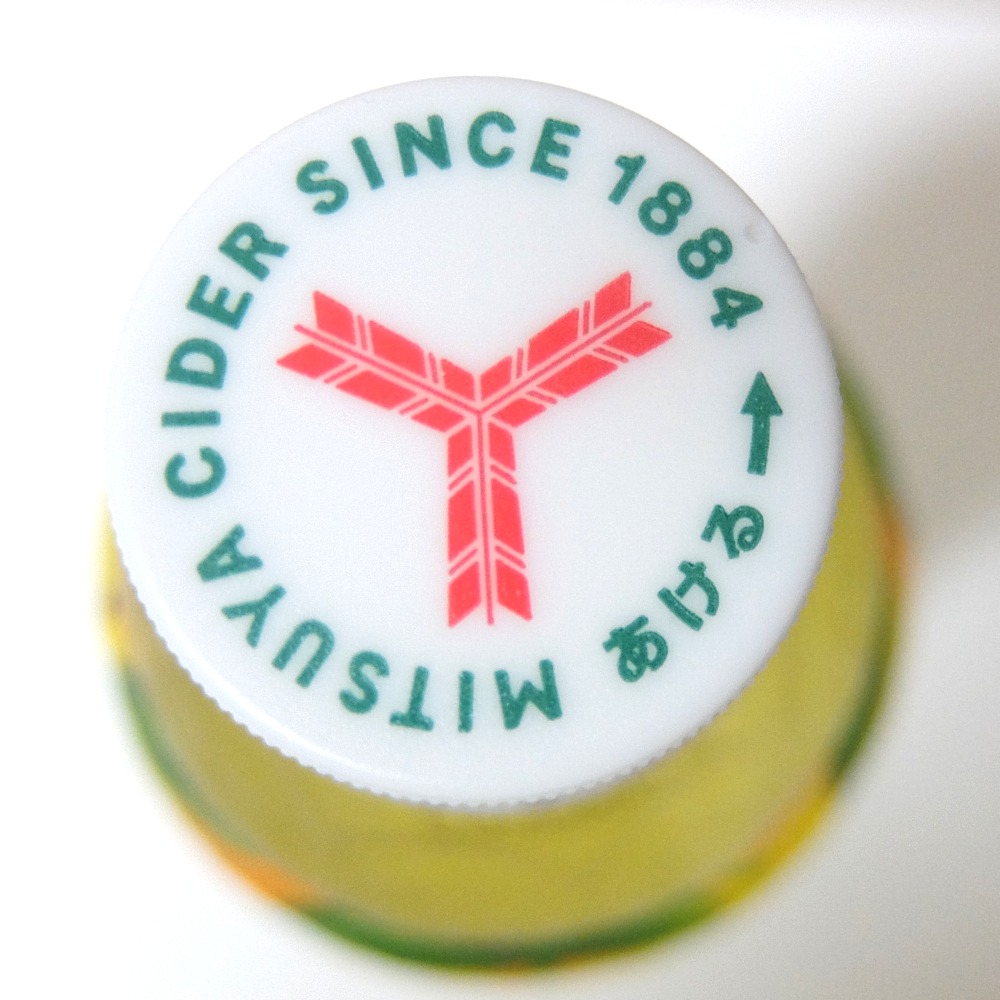 MITSUYA CIDER SINCE 1884
あける